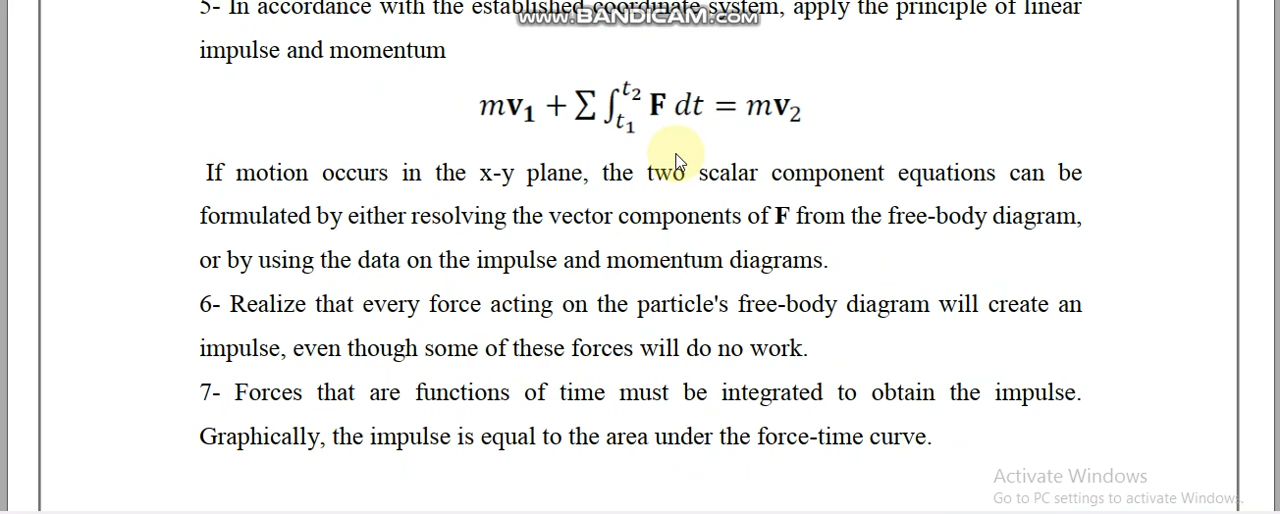 5- In accordance with the established coordinate system, apply the principle of linear
www.BANDICAM.com
impulse and momentum
mv₁ + ∑ ∫ₜ₁ᵗ² F dt = mv₂
If motion occurs in the x-y plane, the two scalar component equations can be
formulated by either resolving the vector components of F from the free-body diagram,
or by using the data on the impulse and momentum diagrams.
6- Realize that every force acting on the particle's free-body diagram will create an
impulse, even though some of these forces will do no work.
7- Forces that are functions of time must be integrated to obtain the impulse.
Graphically, the impulse is equal to the area under the force-time curve.
Activate Windows
Go to PC settings to activate Windows.